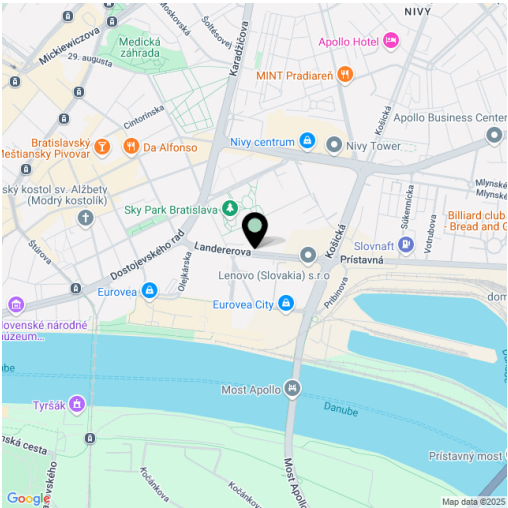 NIVY
Mickiewiczova
Medická
záhrada
29. augusta
Moskovská
Šoltésovej
Karadžičova
Apollo Hotel
MINT Pradiareň
Cintorínska
Košická
Apollo Business Center
Bratislavský
Meštiansky Pivovar
Da Alfonso
Nivy centrum
Nivy Tower
ský kostol sv. Alžbety
(Modrý kostolík)
Sky Park Bratislava
Mlynské
Mlynské
Súkennícka
Votrubova
Billiard club
- Bread and G
Štúrova
Dostojevského rad
Landererova
Košická
Slovnaft
Prístavná
Olejkárska
Lenovo (Slovakia) s.r.o
Pribinova
Eurovea
Eurovea City
dom
Slovenské národné
múzeum...
Most Apollo
Danube
Tyršák
nská cesta
Kočánkova
Kočánkova
Most Apollo
Prístavný most
Google
Map data ©2025